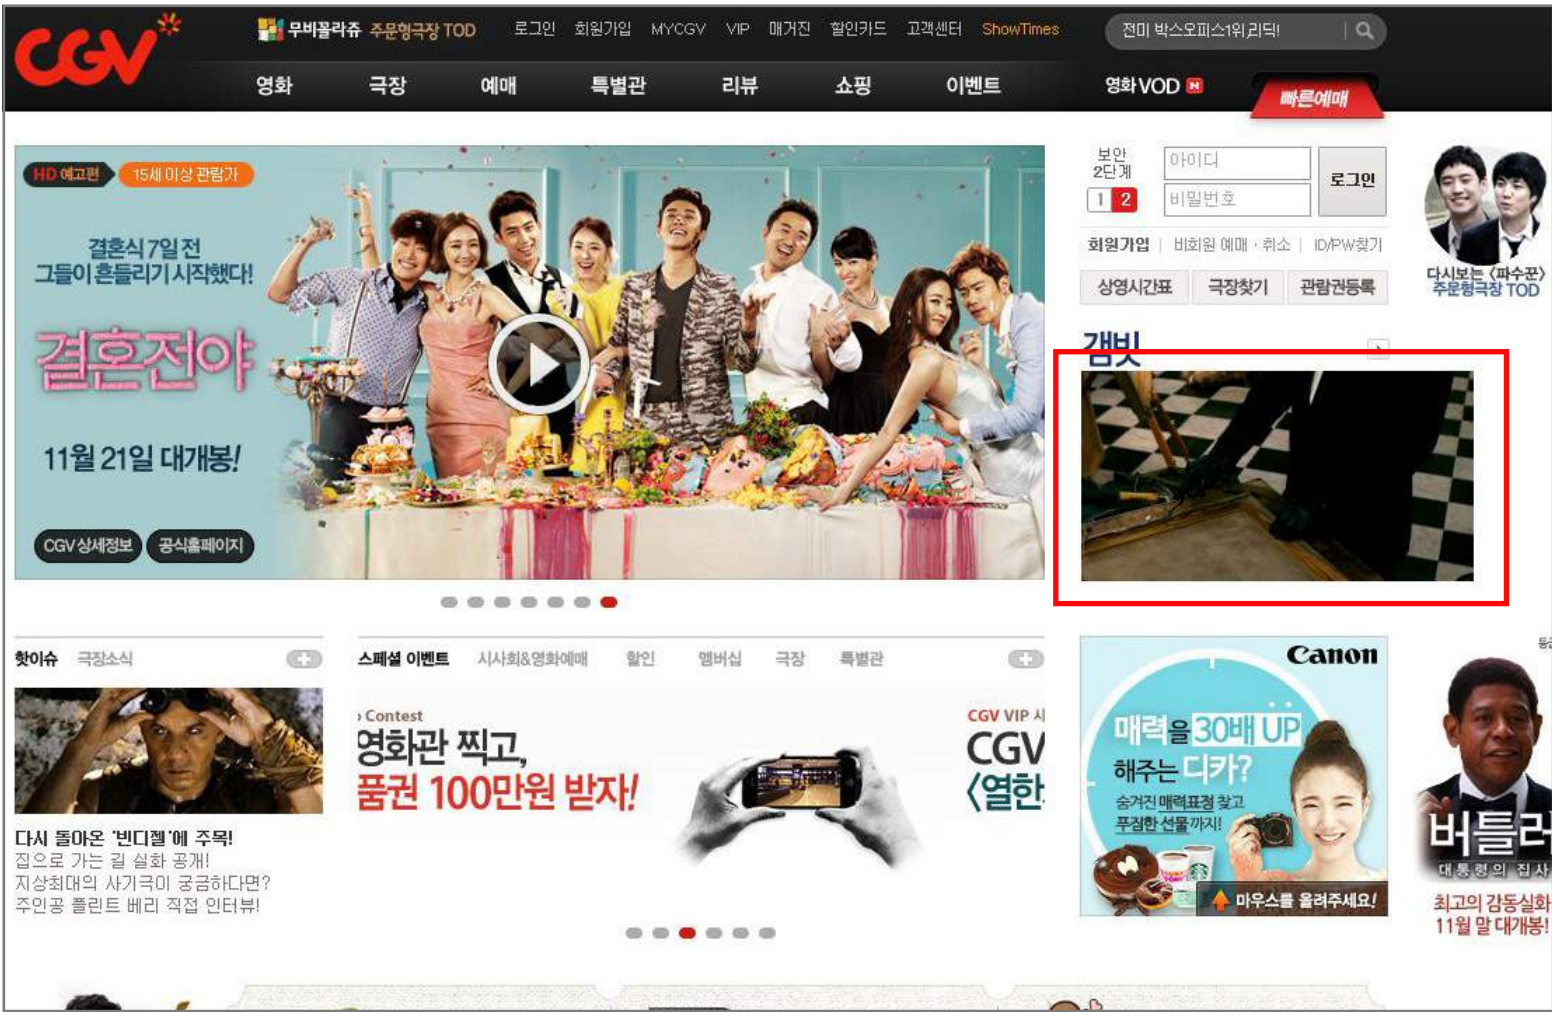 CGV
무비꼴라쥬 주문형극장 TOD 로그인 회원가입 MYCGV VIP 매거진 할인카드 고객센터 ShowTimes
전미 박스오피스1위,리딕!
영화 극장 예매 특별관 리뷰 쇼핑 이벤트 영화 VOD N 빠른예매
HD 예고편 15세 이상 관람가
결혼식 7일 전
그들이 흔들리기 시작했다!
결혼전야
11월 21일 대개봉!
CGV 상세정보 공식홈페이지
보안
2단계
1 2
아이디
비밀번호
로그인
회원가입 | 비회원 예매 · 취소 | ID/PW찾기
상영시간표 극장찾기 관람권등록
다시보는 〈파수꾼〉
주문형극장 TOD
갬빗
핫이슈 극장소식
다시 돌아온 '빈디젤'에 주목!
집으로 가는 길 실화 공개!
지상최대의 사기극이 궁금하다면?
주인공 플린트 베리 직접 인터뷰!
스페셜 이벤트 시사회&영화예매 할인 멤버십 극장 특별관
Contest
영화관 찍고,
품권 100만원 받자!
CGV VIP 시
CGV
〈열한
Canon
매력을 30배 UP
해주는 디카?
숨겨진 매력표정 찾고
푸짐한 선물까지!
마우스를 올려주세요!
버틀러
대통령의 집사
최고의 감동실화
11월 말 대개봉!